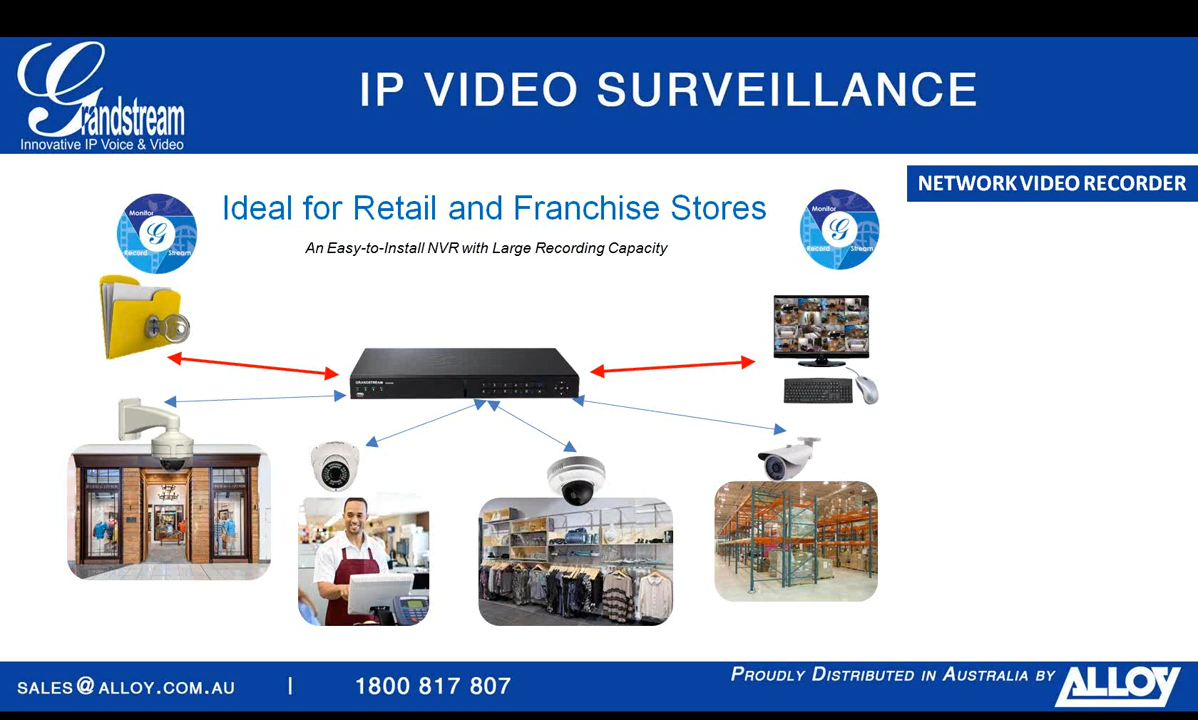 Grandstream
Innovative IP Voice & Video
IP VIDEO SURVEILLANCE
NETWORK VIDEO RECORDER
Ideal for Retail and Franchise Stores
An Easy-to-Install NVR with Large Recording Capacity
Monitor
Record Stream
Monitor
Record Stream
GRANDSTREAM
SALES@ALLOY.COM.AU | 1800 817 807
PROUDLY DISTRIBUTED IN AUSTRALIA BY ALLOY